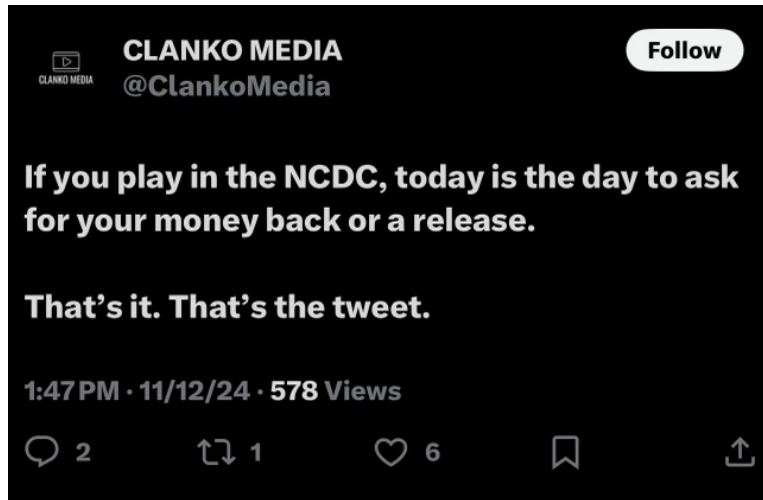 CLANKO MEDIA
CLANKO MEDIA
@ClankoMedia
Follow
If you play in the NCDC, today is the day to ask
for your money back or a release.
That’s it. That’s the tweet.
1:47 PM · 11/12/24 · 578 Views
2
1
6